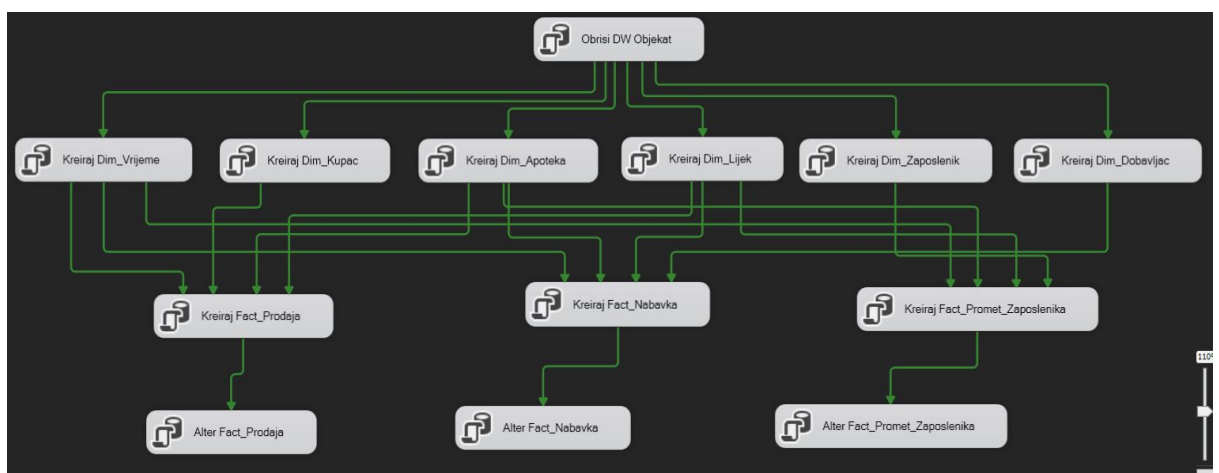 Obrisi DW Objekat
Kreiraj Dim_Vrijeme
Kreiraj Dim_Kupac
Kreiraj Dim_Apoteka
Kreiraj Dim_Lijek
Kreiraj Dim_Zaposlenik
Kreiraj Dim_Dobavljac
Kreiraj Fact_Prodaja
Kreiraj Fact_Nabavka
Kreiraj Fact_Promet_Zaposlenika
110%
Alter Fact_Prodaja
Alter Fact_Nabavka
Alter Fact_Promet_Zaposlenika